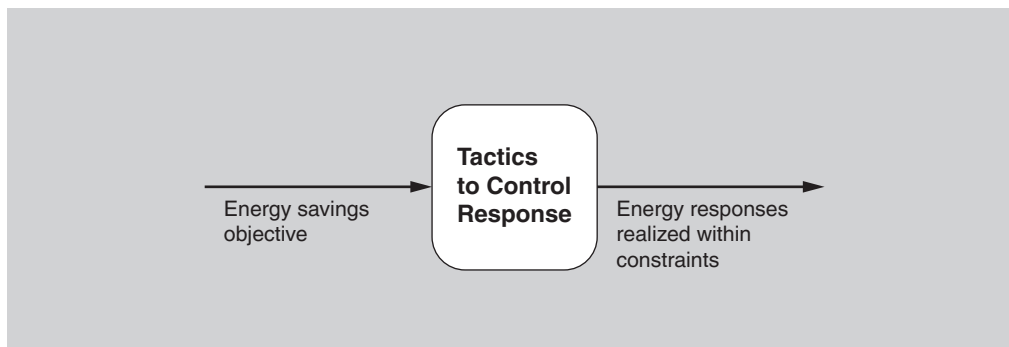 Energy savings
objective
Tactics
to Control
Response
Energy responses
realized within
constraints